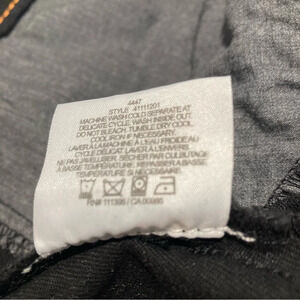 4447
STYLE 41111201
MACHINE WASH COLD SEPARATE AT
DELICATE CYCLE. WASH INSIDE OUT.
DO NOT BLEACH. TUMBLE DRY COOL.
COOL IRON IF NECESSARY.
LAVER À LA MACHINE À L'EAU FROIDE AU
CYCLE DÉLICAT. LAVER À L'ENVERS.
NE PAS JAVELLISER. SÉCHER PAR CULBUTAGE
À BASSE TEMPÉRATURE. REPASSER
À BASSE TEMPÉRATURE SI NÉCESSAIRE.
RN# 111395 / CA 00995